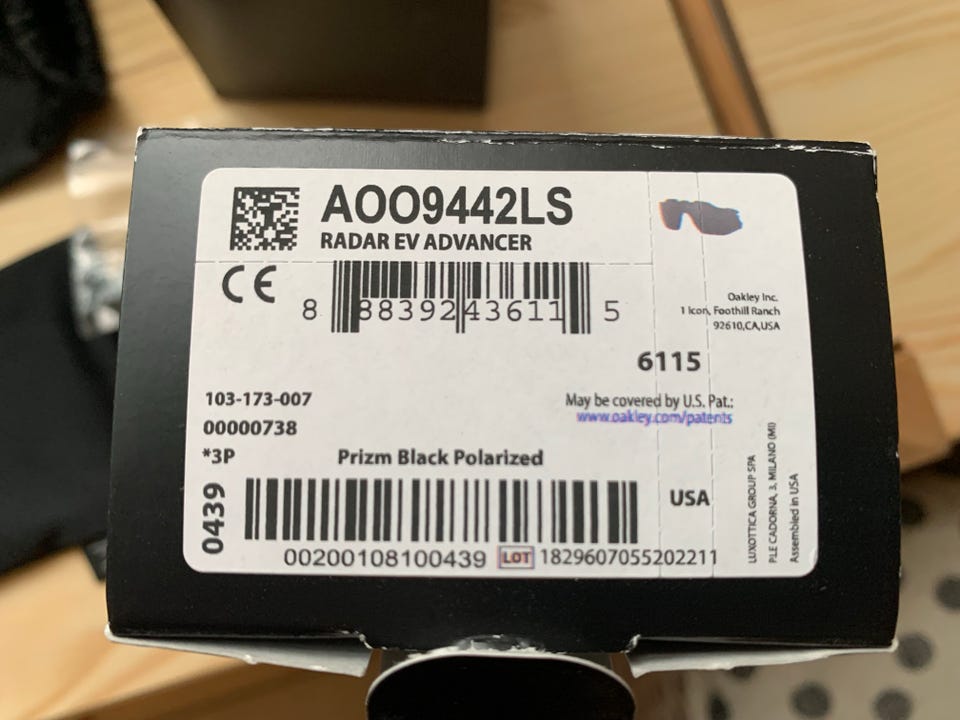 AOO9442LS
RADAR EV ADVANCER
CE
8 88392 43611 5
Oakley Inc.
1 Icon, Foothill Ranch
92610,CA,USA
6115
103-173-007
May be covered by U.S. Pat.:
www.oakley.com/patents
00000738
*3P
Prizm Black Polarized
0439
USA
00200108100439 LOT 1829607055202211
LUXOTTICA GROUP SPA
P.LE CADORNA, 3, MILANO (MI)
Assembled in USA